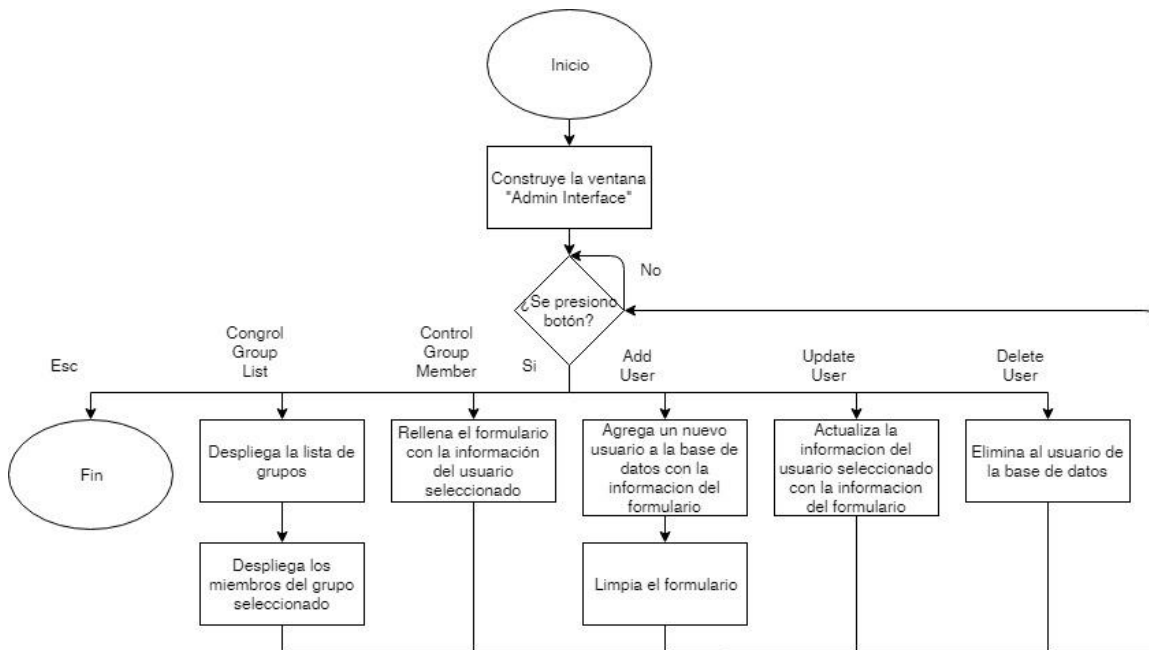 Inicio
Construye la ventana
"Admin Interface"
No
¿Se presiono
botón?
Esc
Congrol
Group
List
Control
Group
Member
Si
Add
User
Update
User
Delete
User
Fin
Despliega la lista de
grupos
Rellena el formulario
con la información
del usuario
seleccionado
Agrega un nuevo
usuario a la base de
datos con la
informacion del
formulario
Actualiza la
informacion del
usuario seleccionado
con la informacion
del formulario
Elimina al usuario de
la base de datos
Despliega los
miembros del grupo
seleccionado
Limpia el formulario